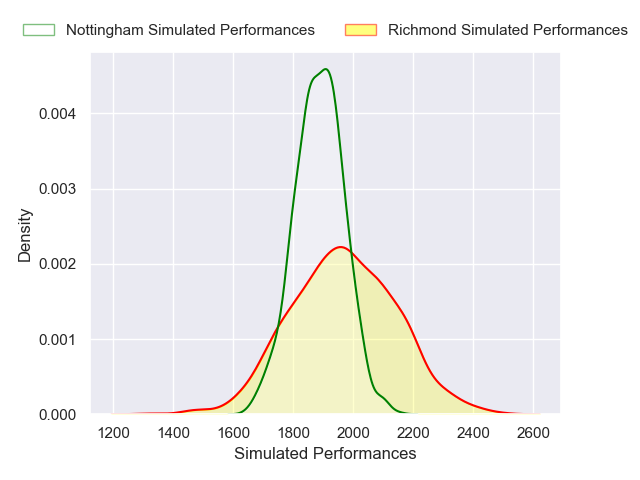 Nottingham Simulated Performances
Richmond Simulated Performances
Density
0.004
0.003
0.002
0.001
0.000
1200 1400 1600 1800 2000 2200 2400 2600
Simulated Performances